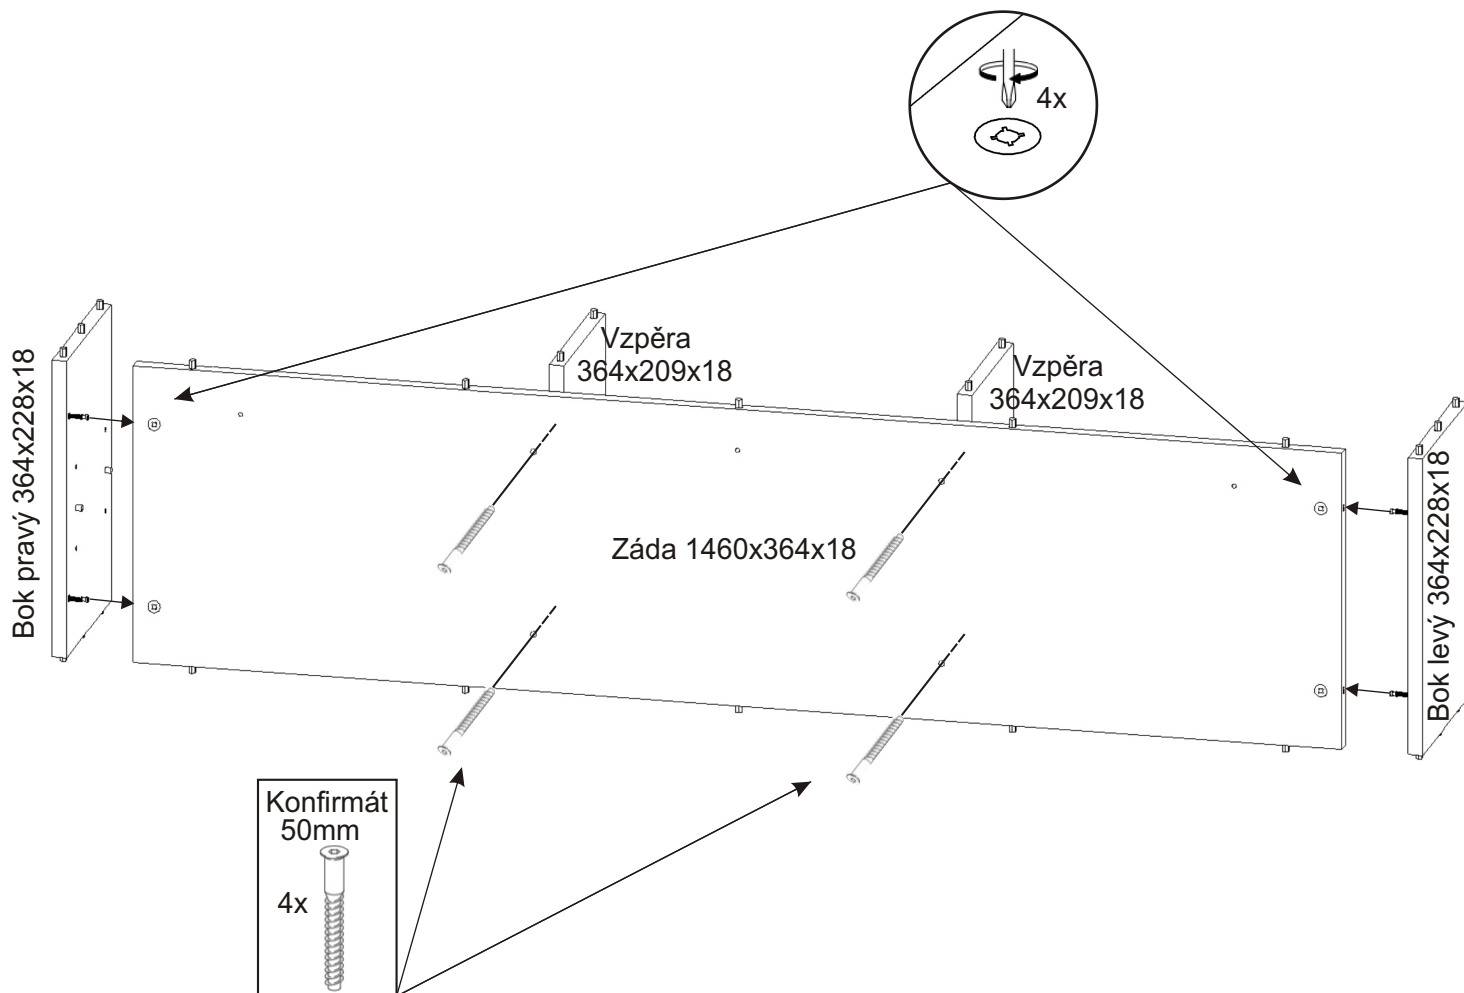 4x
Bok pravý 364x228x18
Vzpěra
364x209x18
Vzpěra
364x209x18
Záda 1460x364x18
Bok levý 364x228x18
Konfirmát
50mm
4x